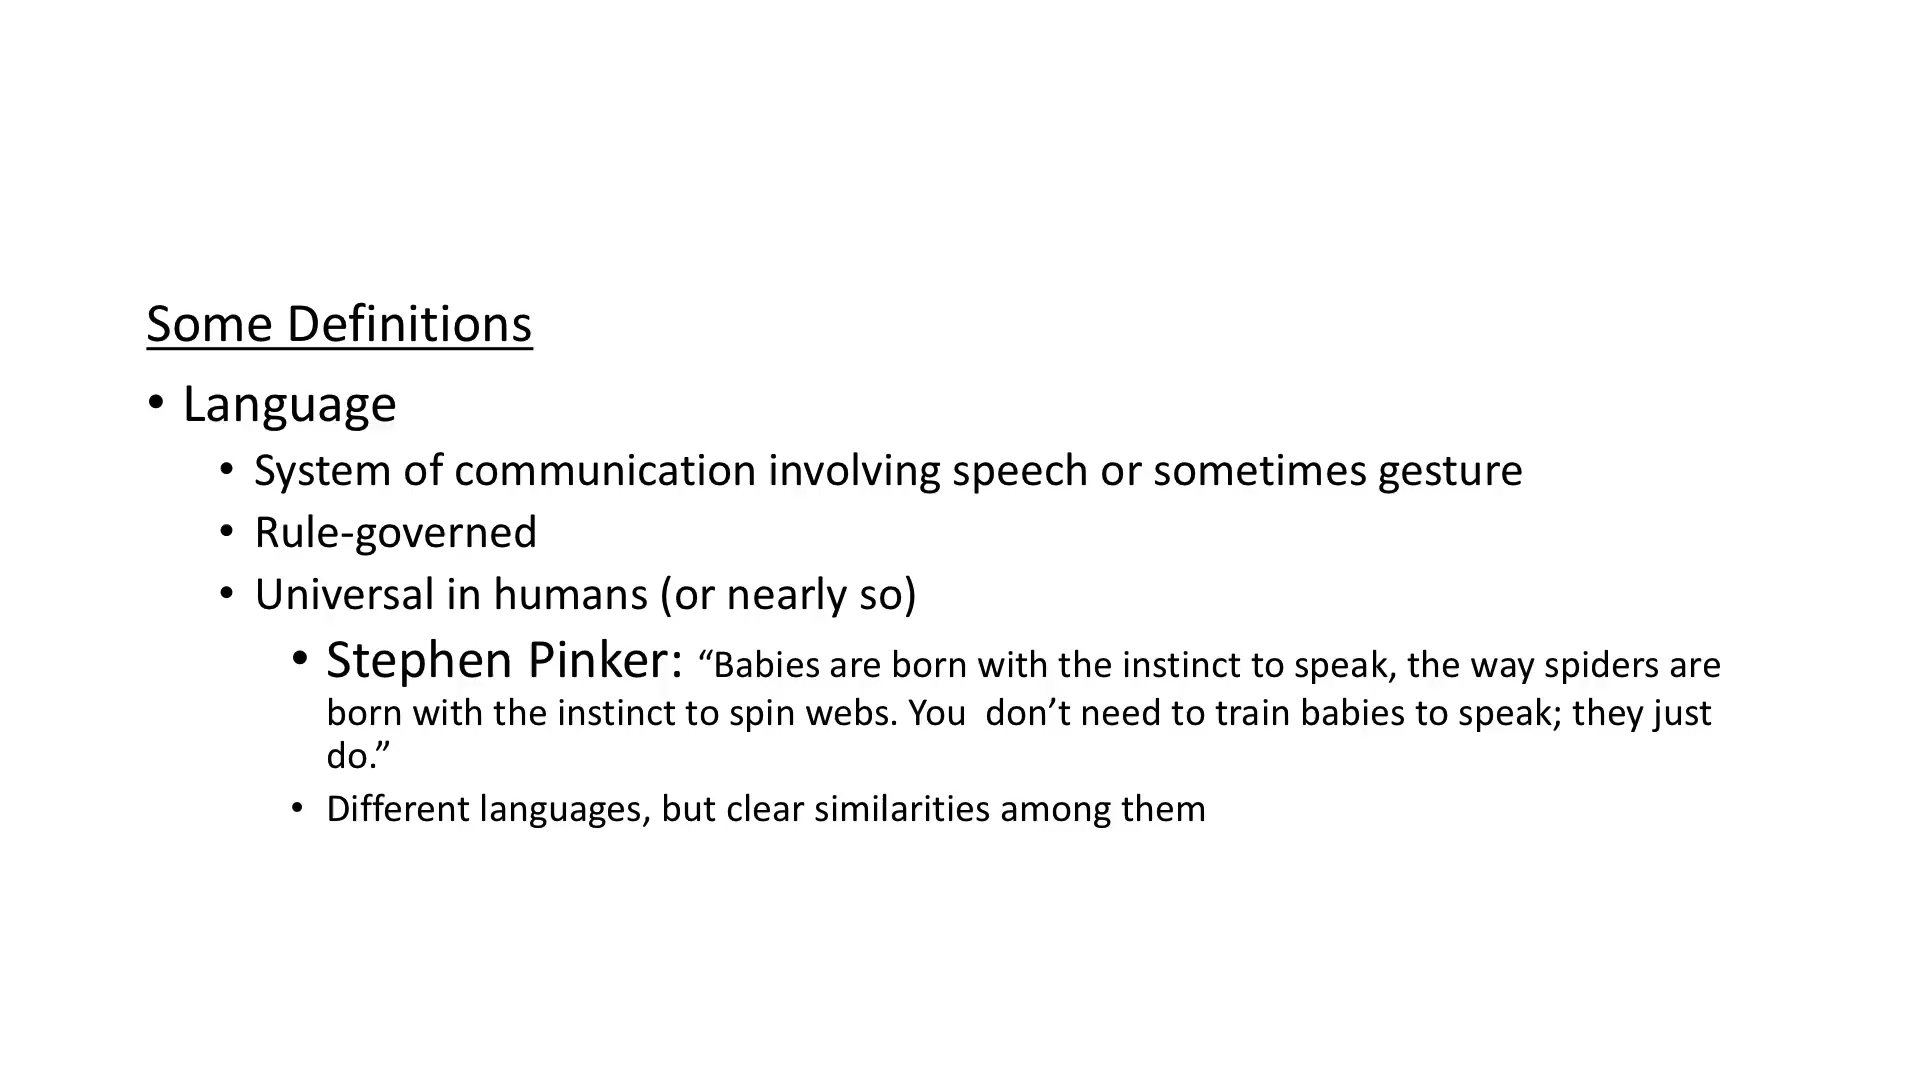 Some Definitions
• Language
• System of communication involving speech or sometimes gesture
• Rule-governed
• Universal in humans (or nearly so)
• Stephen Pinker: “Babies are born with the instinct to speak, the way spiders are
born with the instinct to spin webs. You  don’t need to train babies to speak; they just
do.”
• Different languages, but clear similarities among them